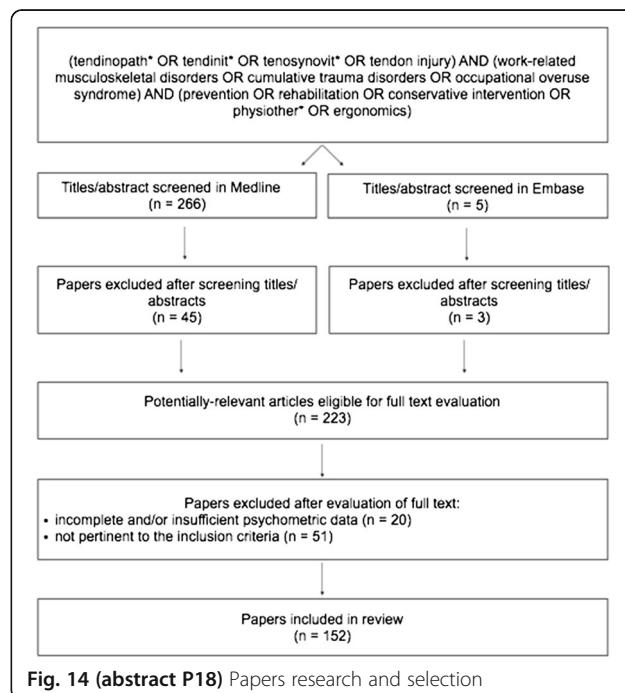 (tendinopath* OR tendinit* OR tenosynovit* OR tendon injury) AND (work-related
musculoskeletal disorders OR cumulative trauma disorders OR occupational overuse
syndrome) AND (prevention OR rehabilitation OR conservative intervention OR
physiother* OR ergonomics)
Titles/abstract screened in Medline
(n = 266)
Titles/abstract screened in Embase
(n = 5)
Papers excluded after screening titles/
abstracts
(n = 45)
Papers excluded after screening titles/
abstracts
(n = 3)
Potentially-relevant articles eligible for full text evaluation
(n = 223)
Papers excluded after evaluation of full text:
• incomplete and/or insufficient psychometric data (n = 20)
• not pertinent to the inclusion criteria (n = 51)
Papers included in review
(n = 152)
Fig. 14 (abstract P18) Papers research and selection